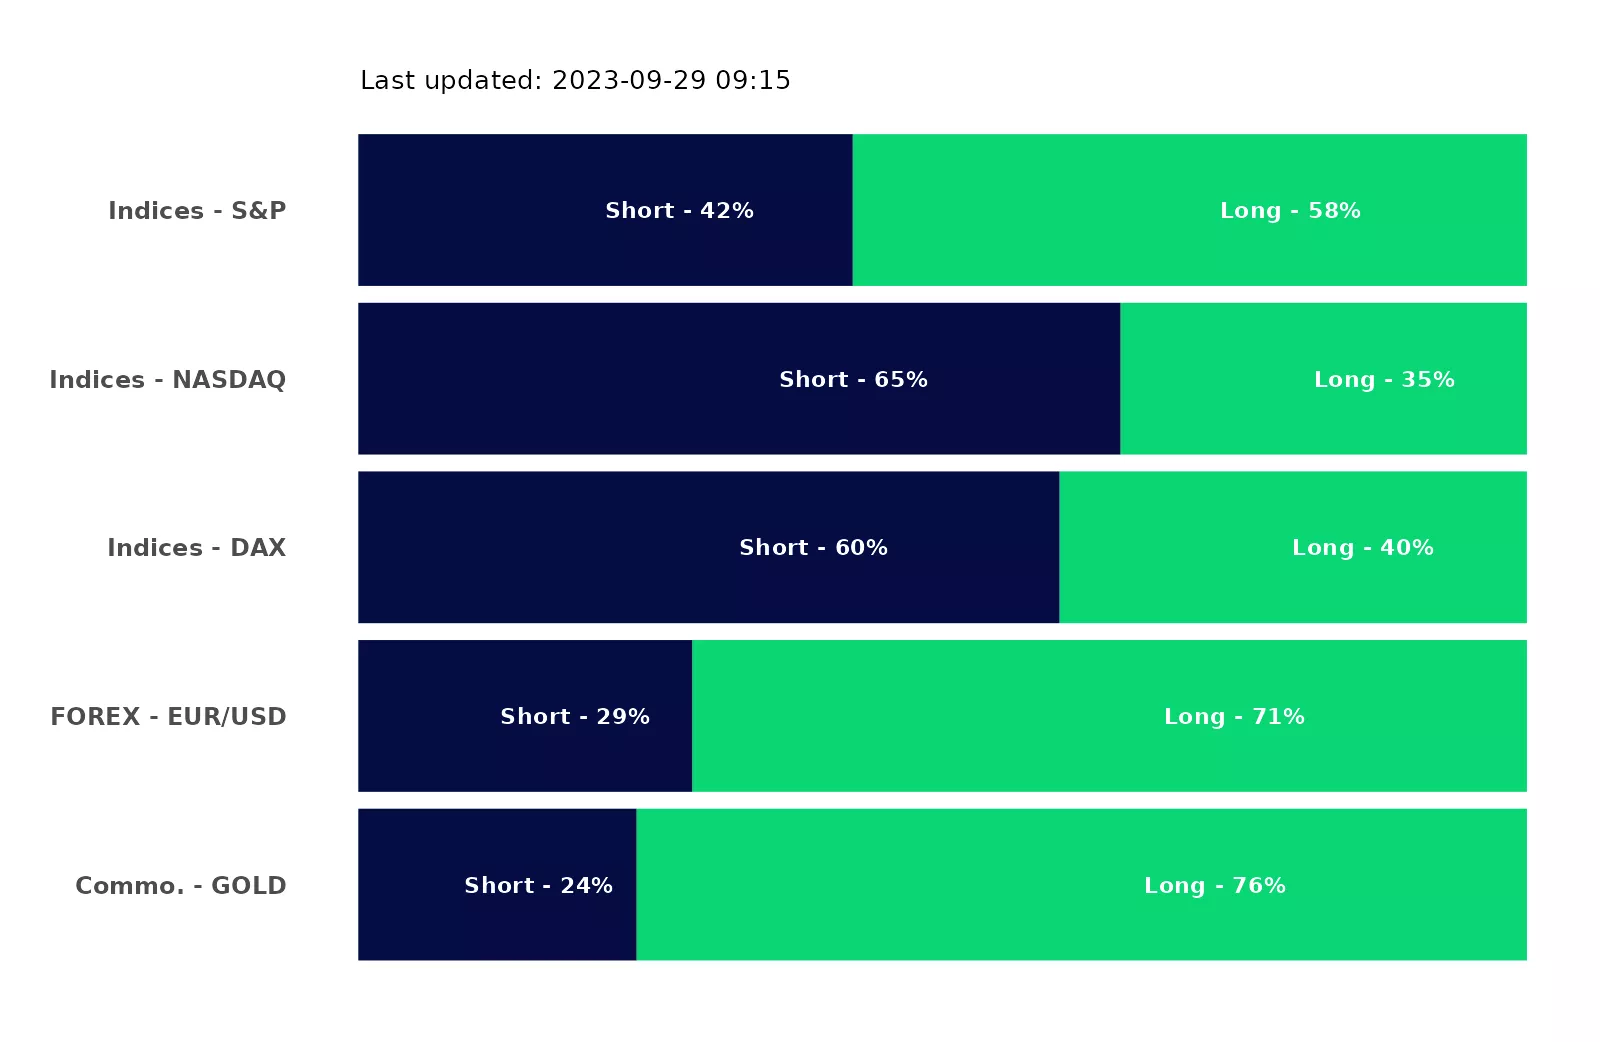 Last updated: 2023-09-29 09:15
Indices - S&P Short - 42% Long - 58%
Indices - NASDAQ Short - 65% Long - 35%
Indices - DAX Short - 60% Long - 40%
FOREX - EUR/USD Short - 29% Long - 71%
Commo. - GOLD Short - 24% Long - 76%